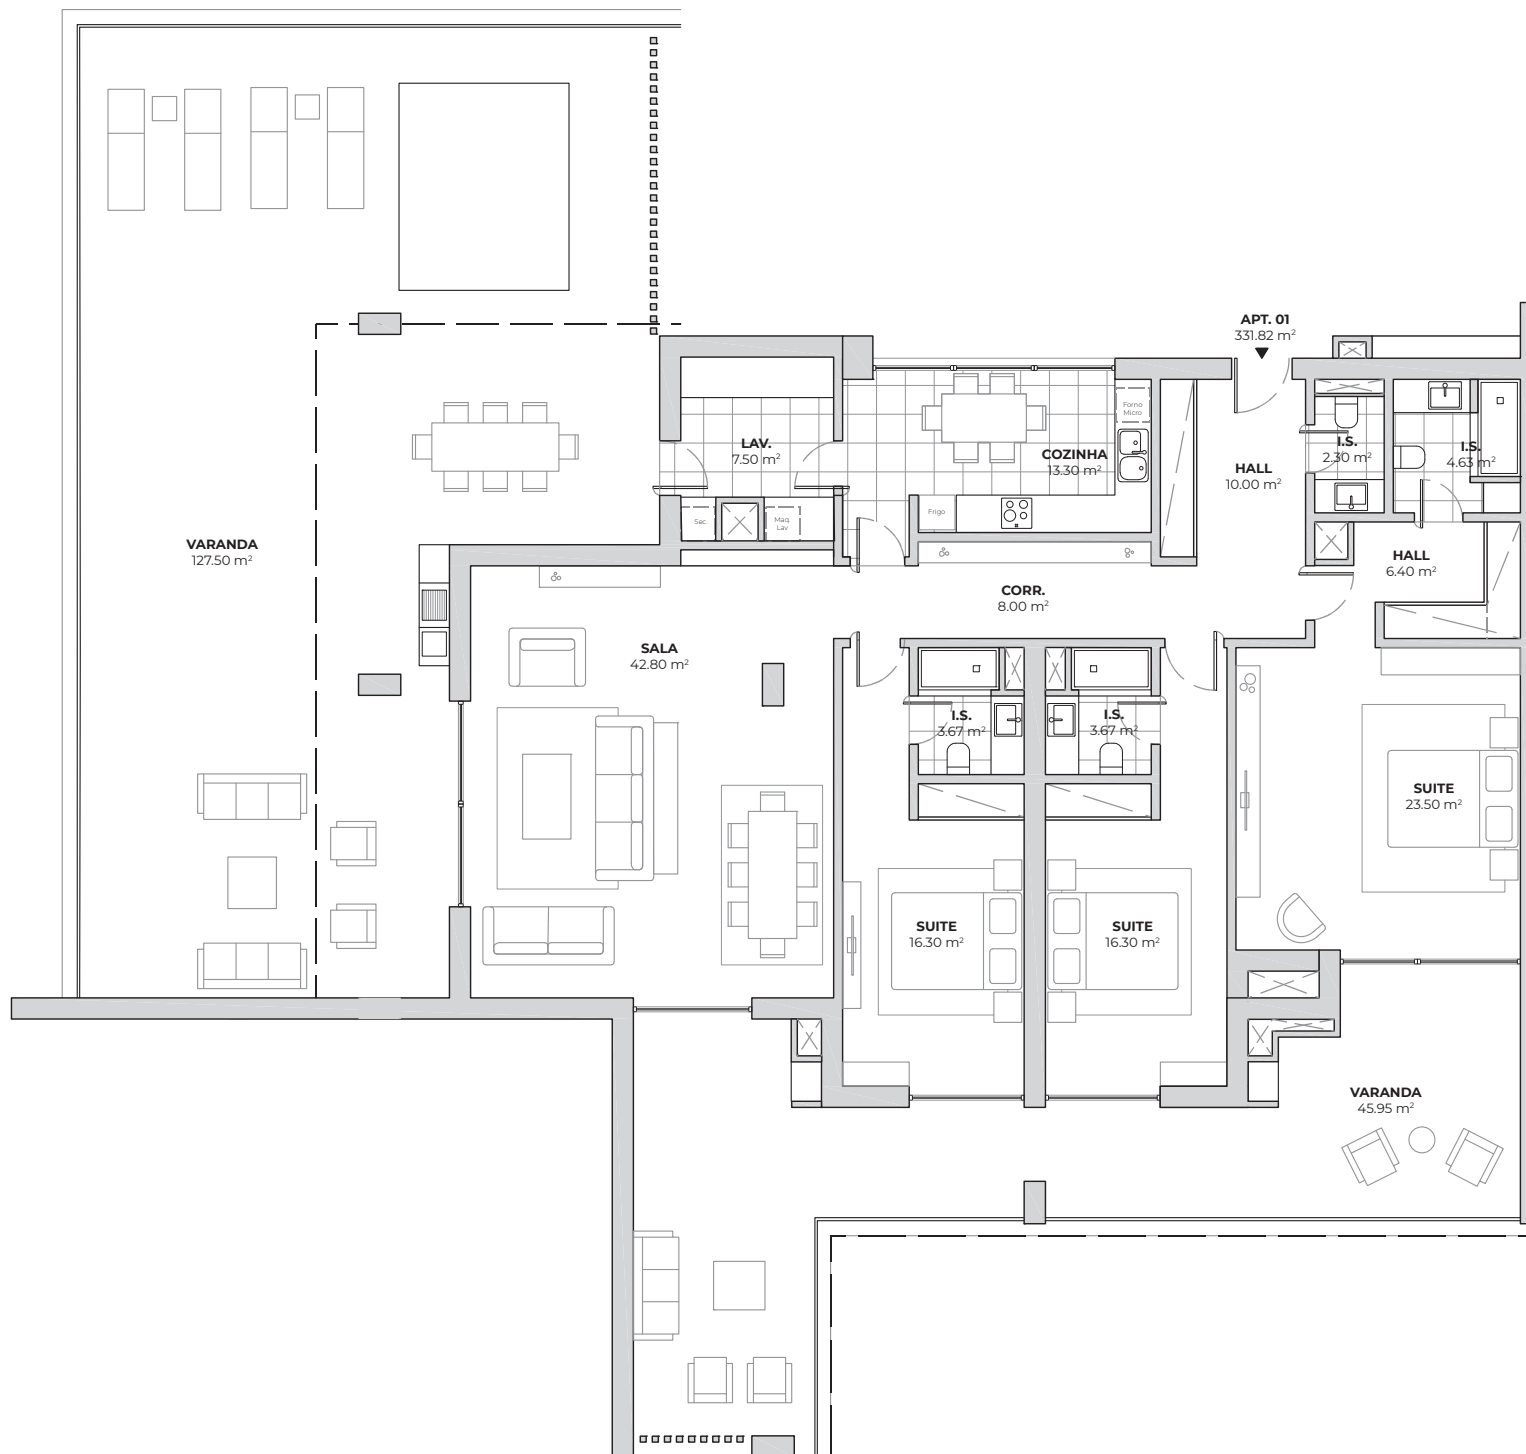 APT. 01
331.82 m²
Forno
Micro
LAV.
7.50 m²
COZINHA
13.30 m²
HALL
10.00 m²
I.S.
2.30 m²
I.S.
4.63 m²
Sec.
Maq.
Lav
Frigo
VARANDA
127.50 m²
HALL
6.40 m²
CORR.
8.00 m²
SALA
42.80 m²
I.S.
3.67 m²
I.S.
3.67 m²
SUITE
23.50 m²
SUITE
16.30 m²
SUITE
16.30 m²
VARANDA
45.95 m²